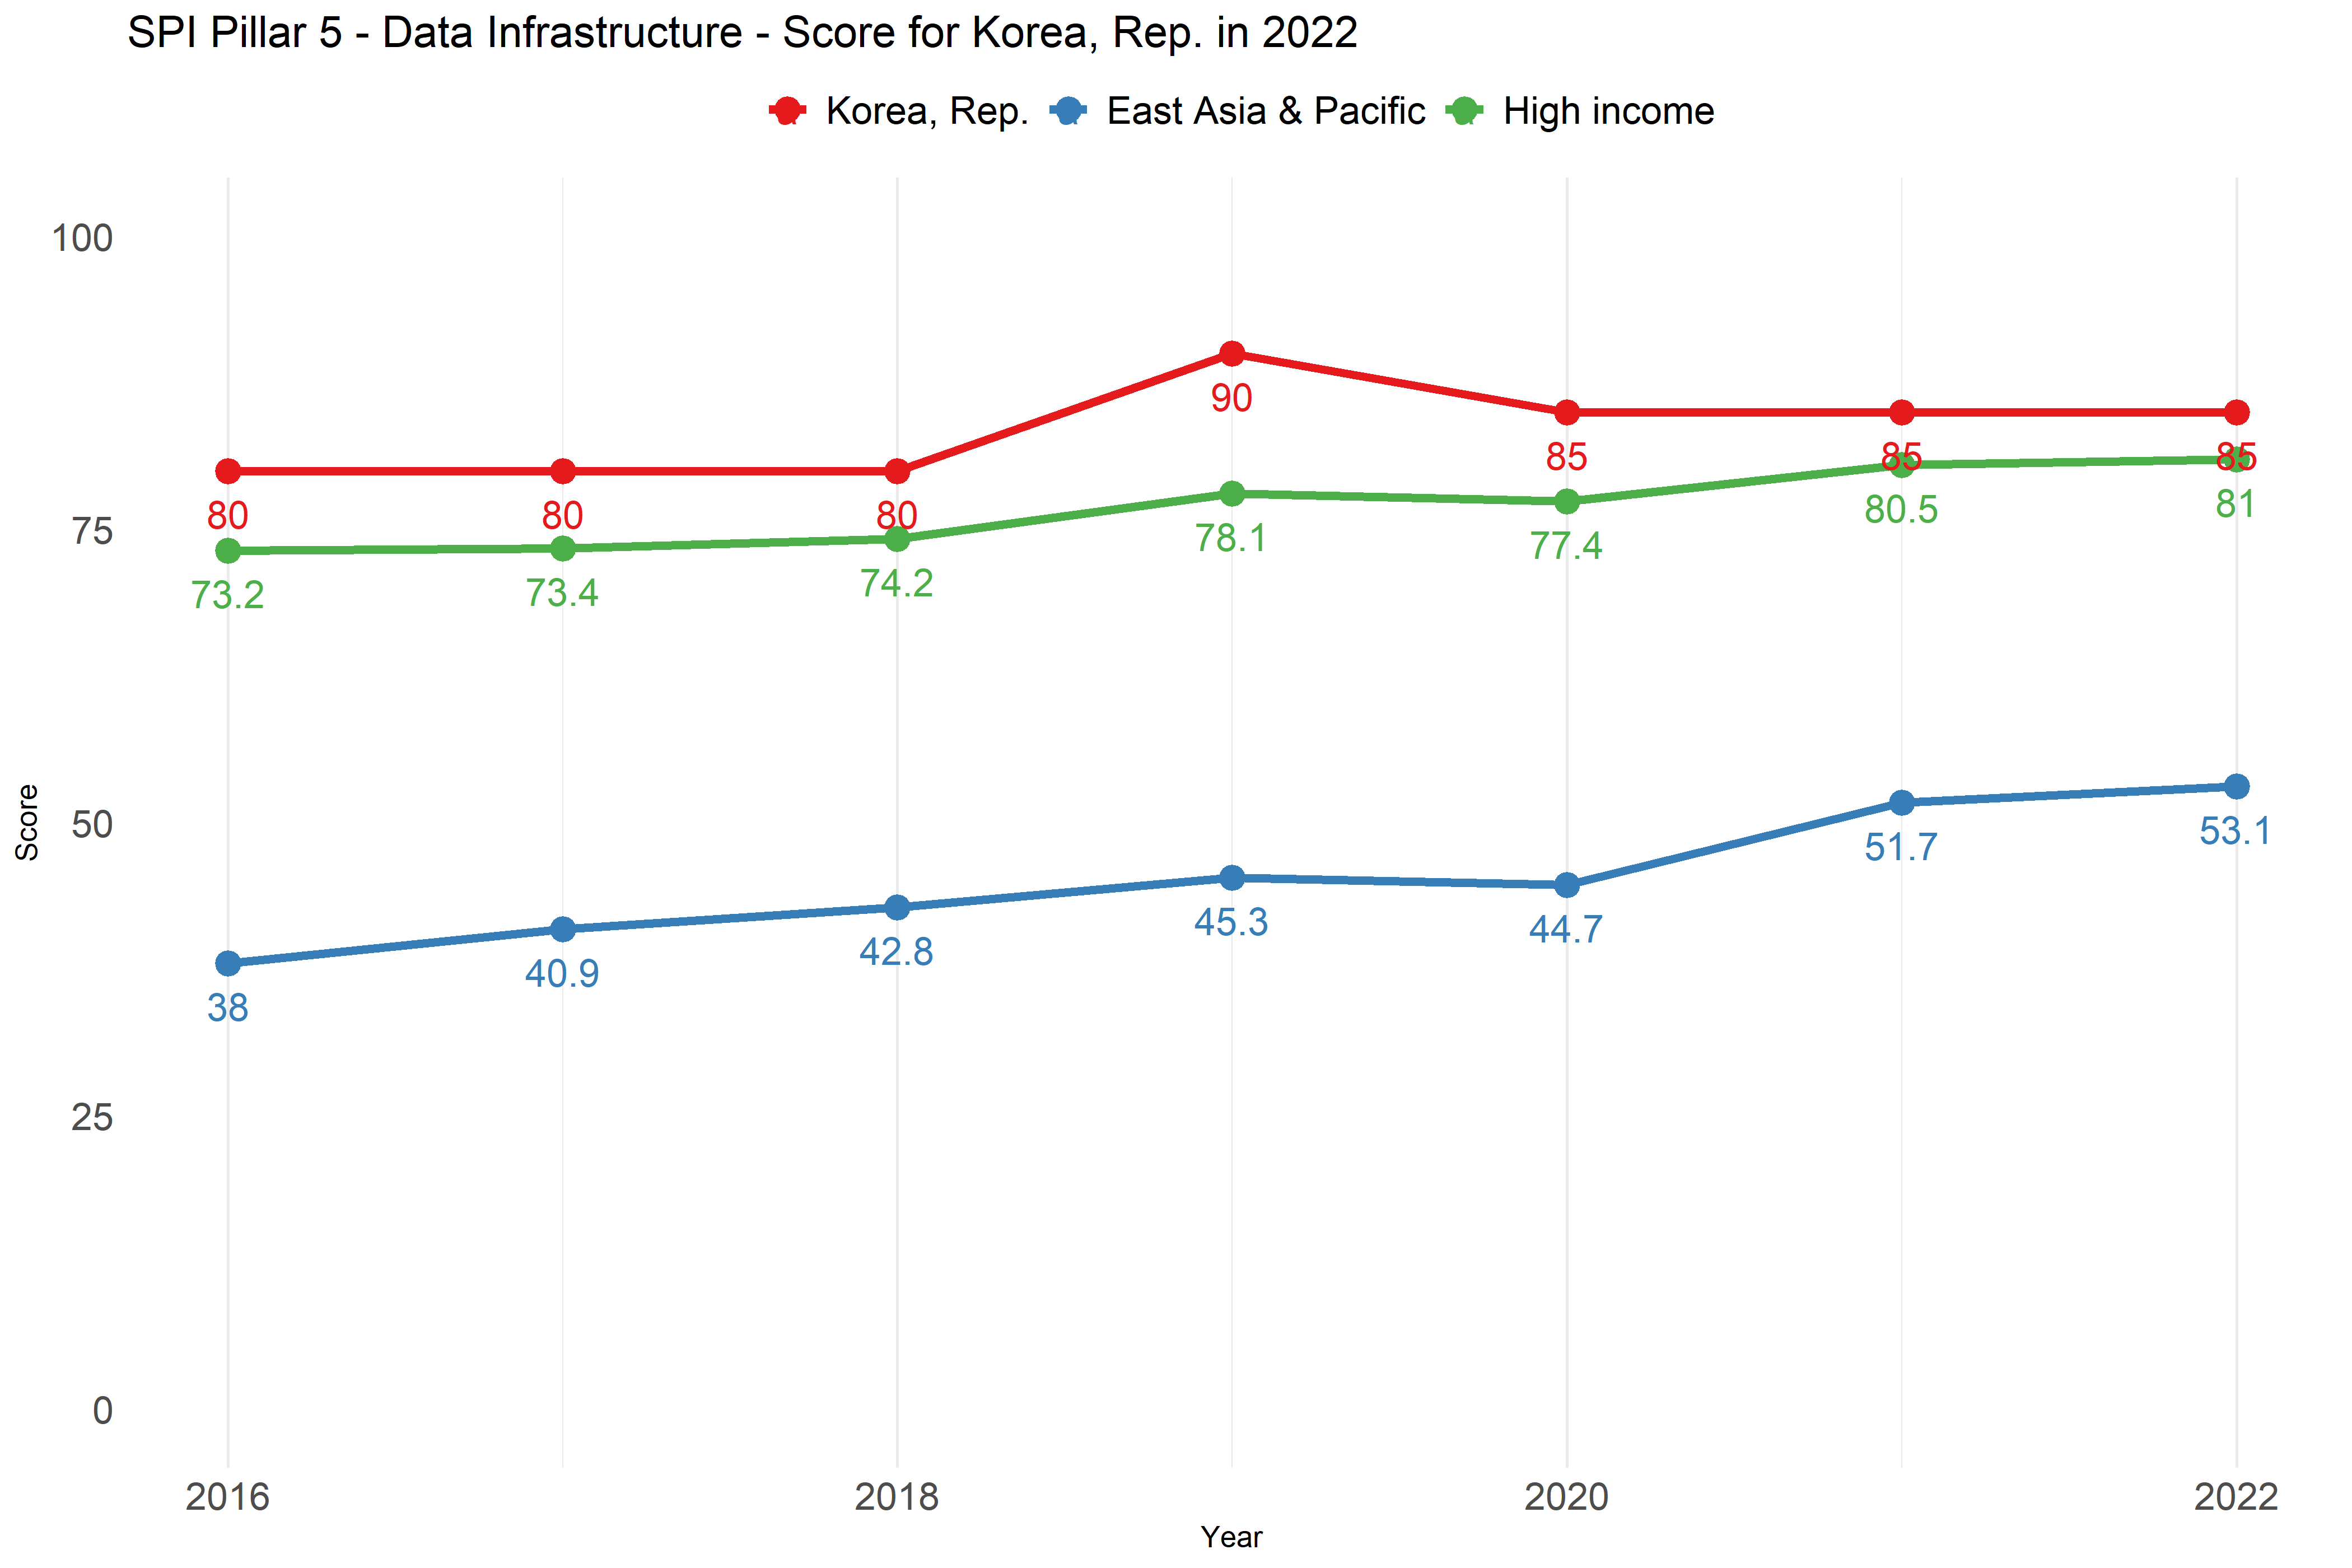 SPI Pillar 5 - Data Infrastructure - Score for Korea, Rep. in 2022
Korea, Rep. East Asia & Pacific High income
100
75
50
25
0
Score
90
85 85 85
80 80 80
78.1 77.4 80.5 81
73.2 73.4 74.2
38 40.9 42.8 45.3 44.7 51.7 53.1
2016 2018 2020 2022
Year